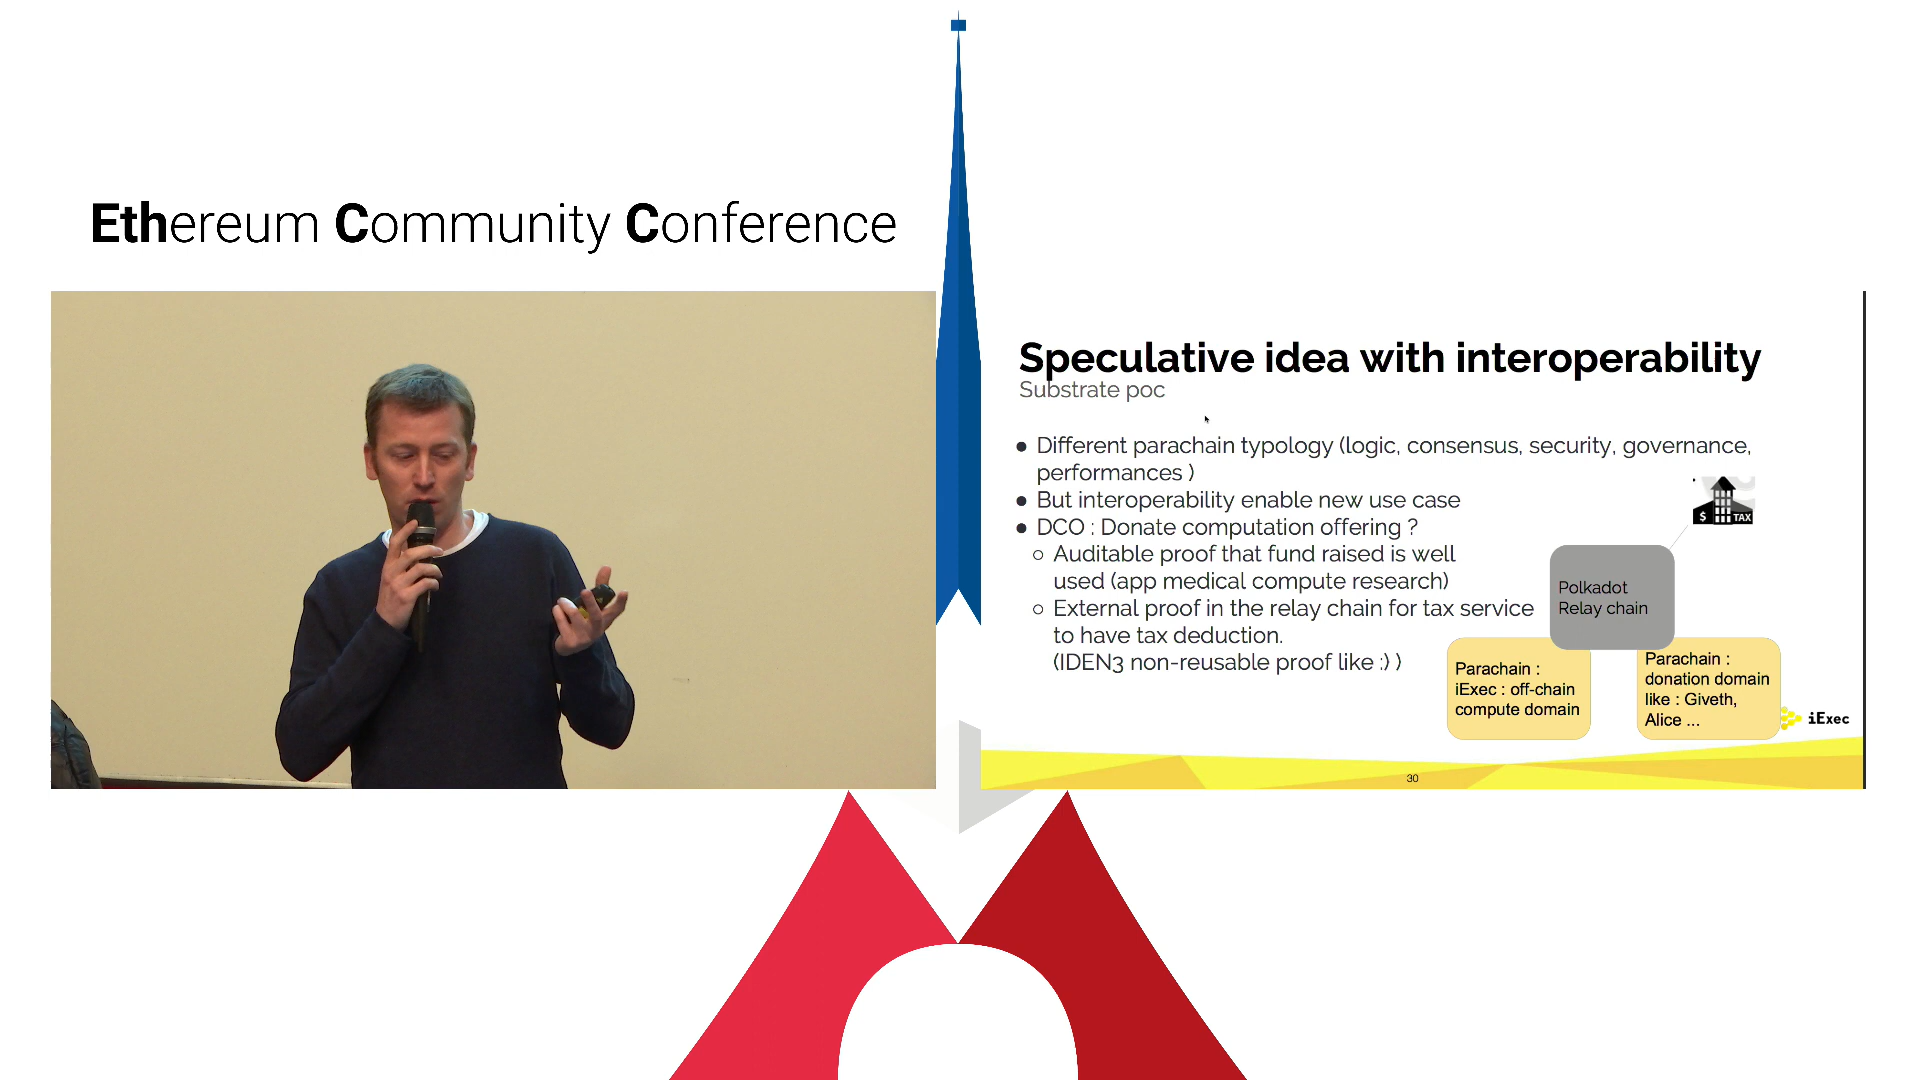 Ethereum Community Conference
Speculative idea with interoperability
Substrate poc
● Different parachain typology (logic, consensus, security, governance,
performances )
● But interoperability enable new use case
● DCO : Donate computation offering ?
○ Auditable proof that fund raised is well
used (app medical compute research)
○ External proof in the relay chain for tax service
to have tax deduction.
(IDEN3 non-reusable proof like :) )
$ TAX
Polkadot
Relay chain
Parachain :
iExec : off-chain
compute domain
Parachain :
donation domain
like : Giveth,
Alice ...
iExec
30